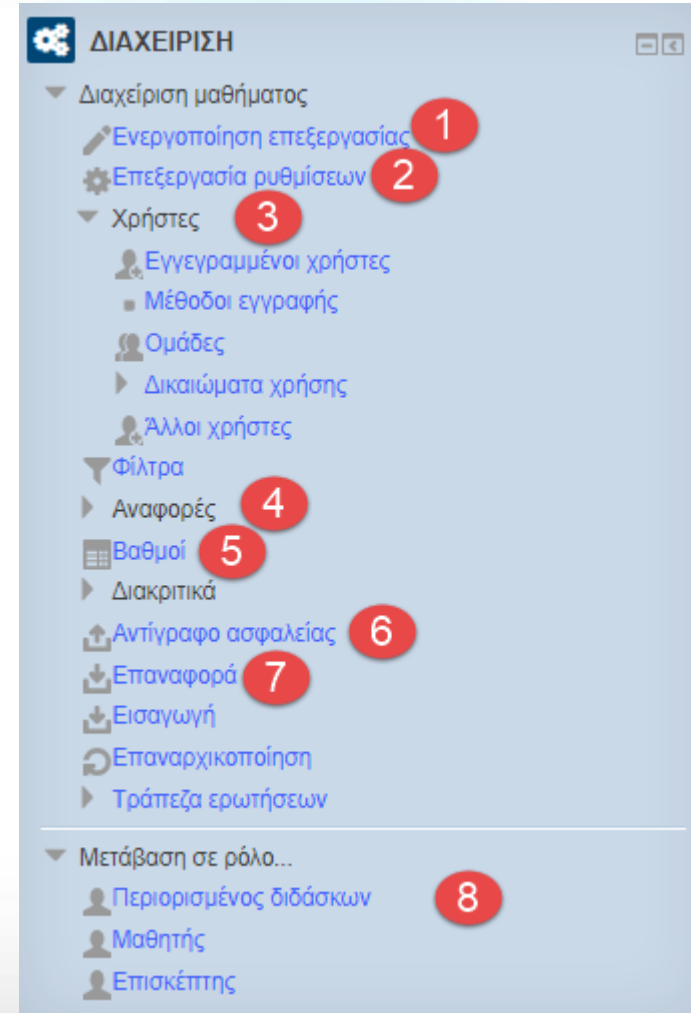 ΔΙΑΧΕΙΡΙΣΗ
Διαχείριση μαθήματος
Ενεργοποίηση επεξεργασίας 1
Επεξεργασία ρυθμίσεων 2
Χρήστες 3
Εγγεγραμμένοι χρήστες
Μέθοδοι εγγραφής
Ομάδες
Δικαιώματα χρήσης
Άλλοι χρήστες
Φίλτρα
Αναφορές 4
Βαθμοί 5
Διακριτικά
Αντίγραφο ασφαλείας 6
Επαναφορά 7
Εισαγωγή
Επαναρχικοποίηση
Τράπεζα ερωτήσεων
Μετάβαση σε ρόλο...
Περιορισμένος διδάσκων 8
Μαθητής
Επισκέπτης